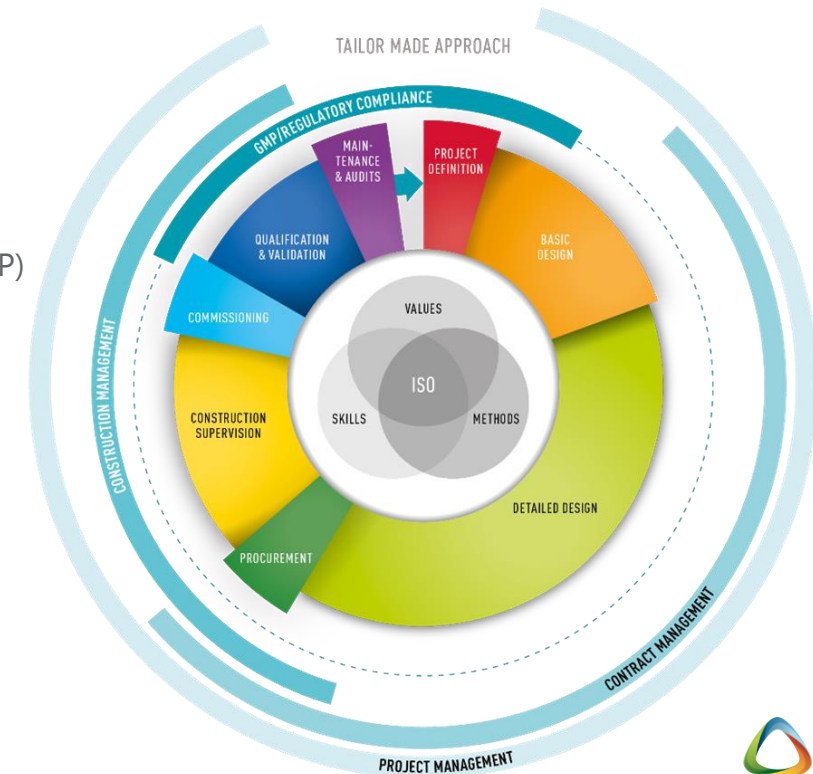 TAILOR MADE APPROACH
GMP/REGULATORY COMPLIANCE
MAIN-
TENANCE
& AUDITS
PROJECT
DEFINITION
BASIC
DESIGN
QUALIFICATION
& VALIDATION
P)
COMMISSIONING
VALUES
ISO
SKILLS
METHODS
CONSTRUCTION
SUPERVISION
CONSTRUCTION MANAGEMENT
DETAILED DESIGN
PROCUREMENT
CONTRACT MANAGEMENT
PROJECT MANAGEMENT